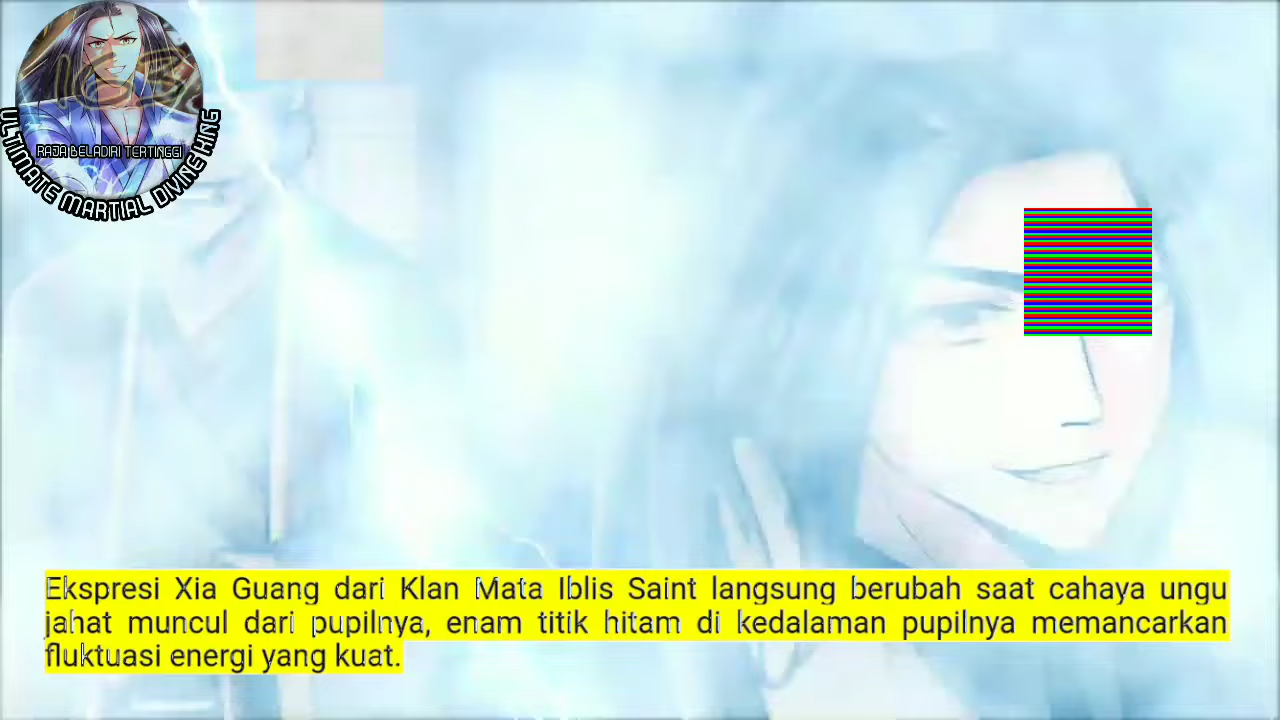 RAJA BELADIRI TERTINGGI
ULTIMATE MARTIAL DIVINE KING
Ekspresi Xia Guang dari Klan Mata Iblis Saint langsung berubah saat cahaya ungu
jahat muncul dari pupilnya, enam titik hitam di kedalaman pupilnya memancarkan
fluktuasi energi yang kuat.